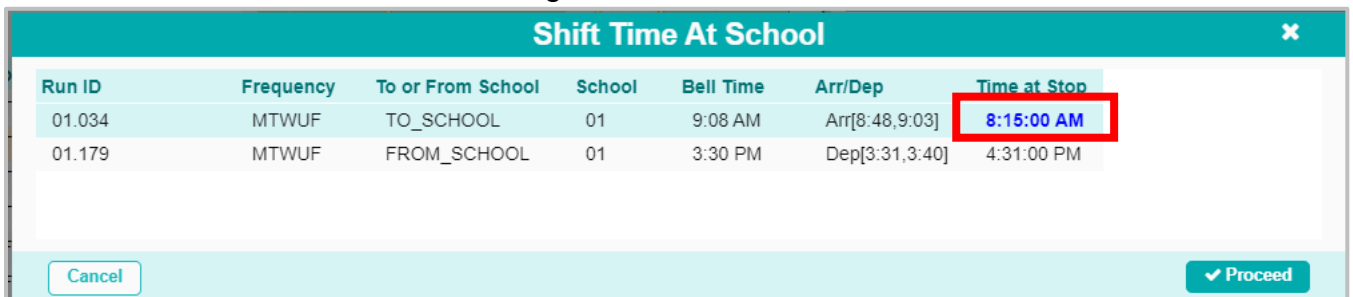 Shift Time At School
Run ID Frequency To or From School School Bell Time Arr/Dep Time at Stop
01.034 MTWUF TO_SCHOOL 01 9:08 AM Arr[8:48,9:03] 8:15:00 AM
01.179 MTWUF FROM_SCHOOL 01 3:30 PM Dep[3:31,3:40] 4:31:00 PM
Cancel Proceed